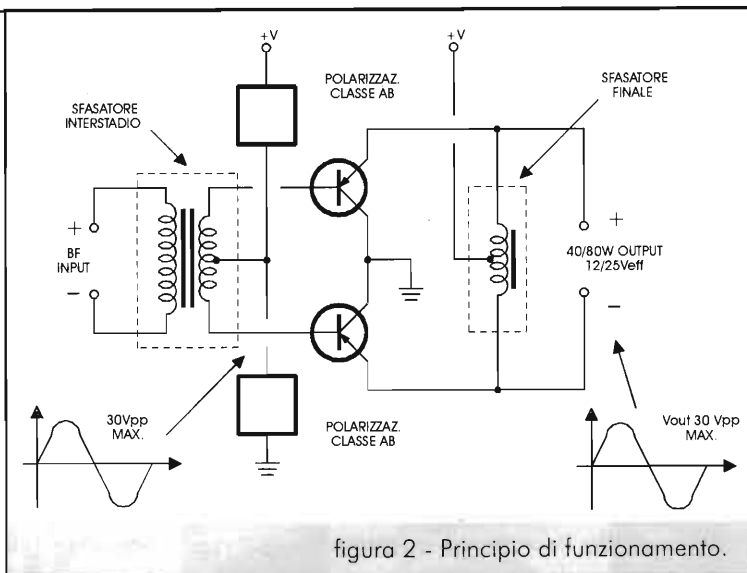 +V
+V
POLARIZZAZ.
CLASSE AB
SFASATORE
FINALE
SFASATORE
INTERSTADIO
+
BF
INPUT
−
+
40/80W OUTPUT
12/25Veff
−
30Vpp
MAX.
POLARIZZAZ.
CLASSE AB
Vout 30 Vpp
MAX.
figura 2 - Principio di funzionamento.